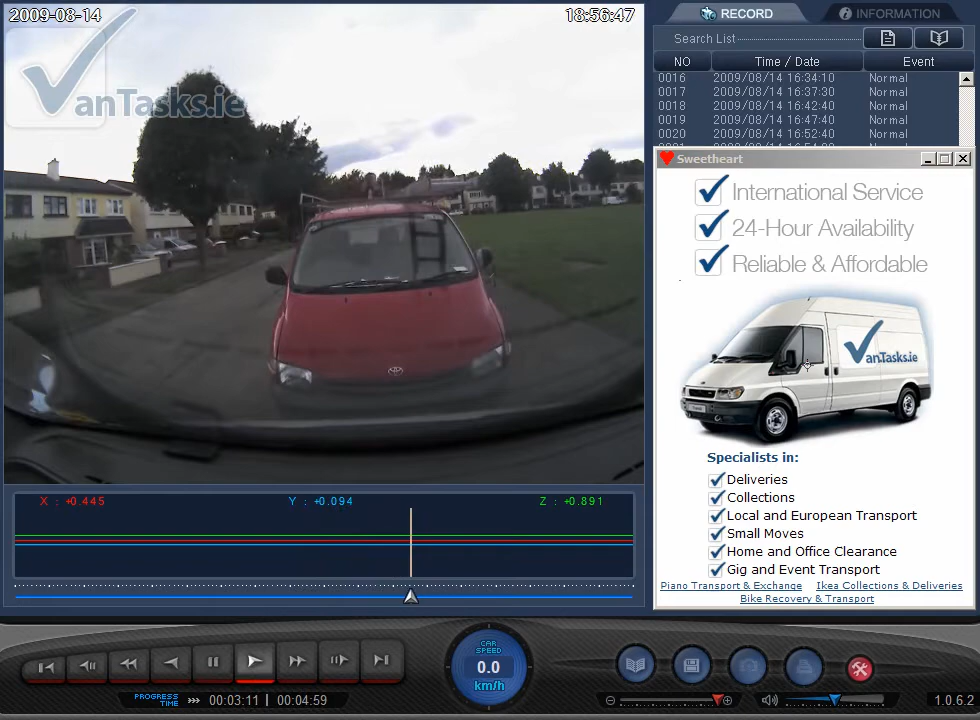 2009-08-14
18:56:47
VanTasks.ie
RECORD
INFORMATION
Search List
NO Time / Date Event
0016 2009/08/14 16:34:10 Normal
0017 2009/08/14 16:37:30 Normal
0018 2009/08/14 16:42:40 Normal
0019 2009/08/14 16:47:40 Normal
0020 2009/08/14 16:52:40 Normal
Sweetheart
International Service
24-Hour Availability
Reliable & Affordable
VanTasks.ie
Specialists in:
Deliveries
Collections
Local and European Transport
Small Moves
Home and Office Clearance
Gig and Event Transport
Piano Transport & Exchange Ikea Collections & Deliveries
Bike Recovery & Transport
X : +0.445 Y : +0.094 Z : +0.891
CAR
SPEED
0.0
km/h
PROGRESS
TIME
00:03:11 | 00:04:59
1.0.6.2